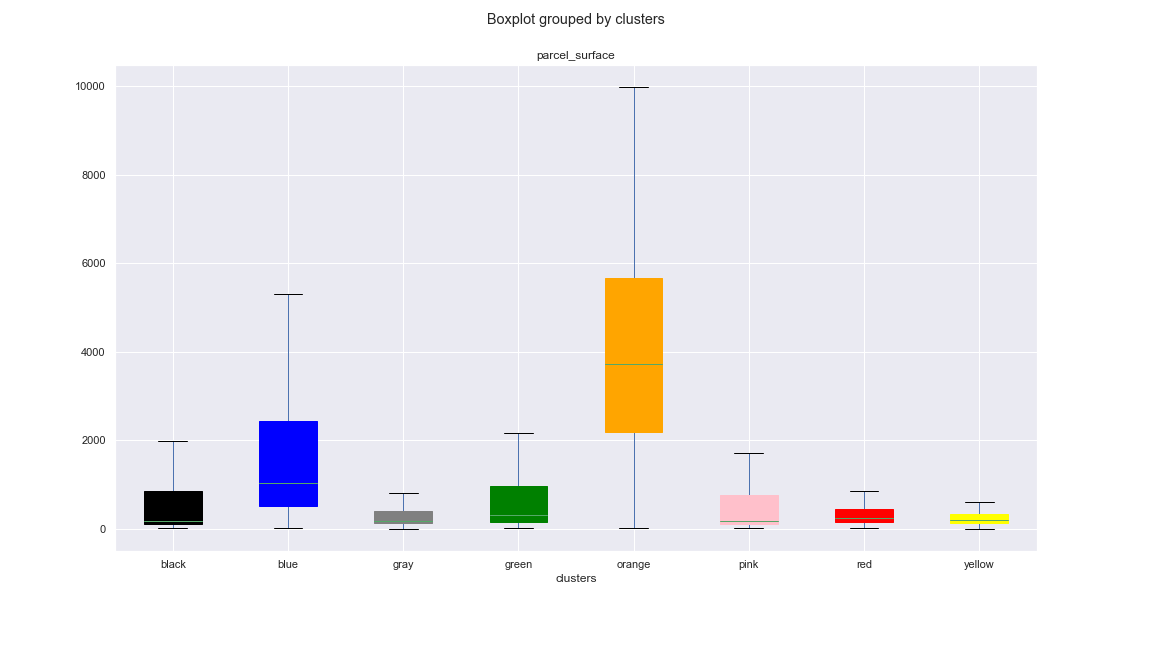 Boxplot grouped by clusters
parcel_surface
10000
8000
6000
4000
2000
0
black blue gray green orange pink red yellow
clusters